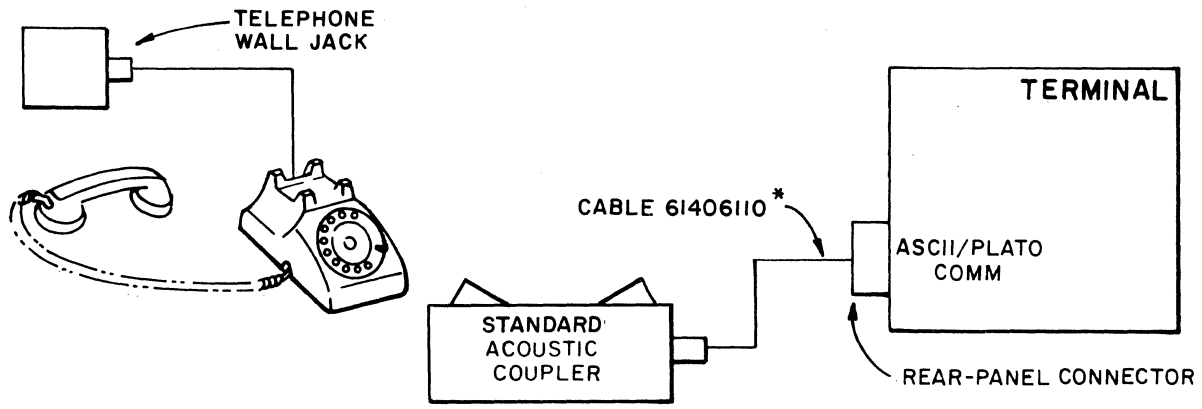 TELEPHONE
WALL JACK
TERMINAL
CABLE 61406110*
ASCII/PLATO
COMM
STANDARD
ACOUSTIC
COUPLER
REAR-PANEL CONNECTOR